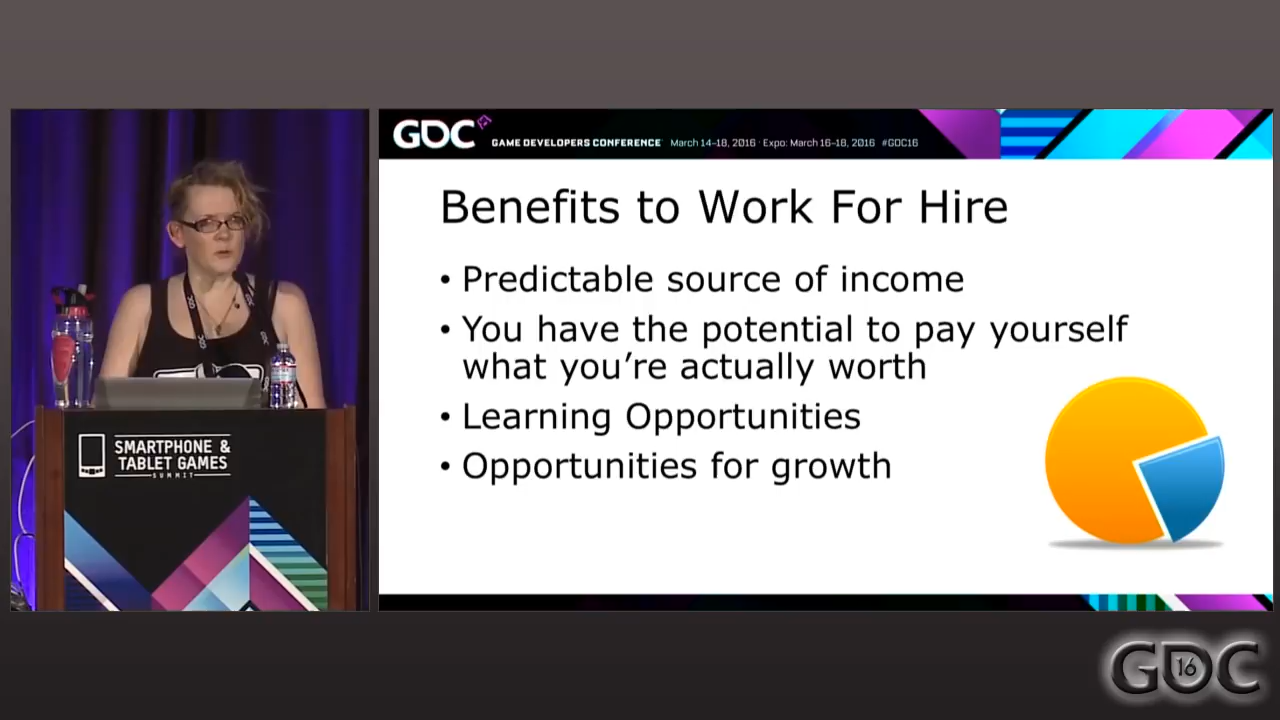 GDC
GAME DEVELOPERS CONFERENCE March 14–18, 2016 · Expo: March 16–18, 2016 #GDC16
Benefits to Work For Hire
• Predictable source of income
• You have the potential to pay yourself
what you’re actually worth
• Learning Opportunities
• Opportunities for growth
GDC
SMARTPHONE &
TABLET GAMES
SUMMIT
GDC
16